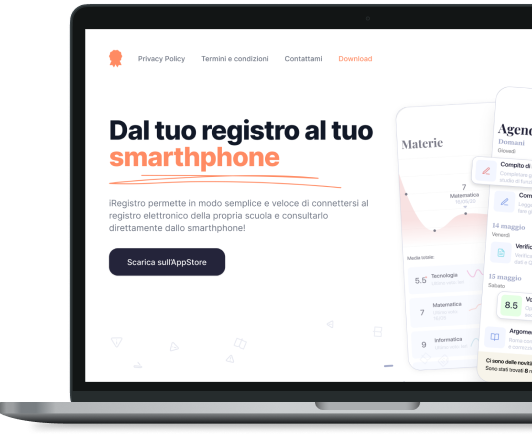 Privacy Policy
Termini e condizioni
Contattami
Download
Dal tuo registro al tuo
smarthphone
iRegistro permette in modo semplice e veloce di connettersi al
registro elettronico della propria scuola e consultarlo
direttamente dallo smarthphone!
Scarica sull'AppStore
Materie
7
Matematica
Media totale
5.5
Tecnologia
7
Matematica
9
Informatica
Agen
Domani
Giovedì
Compito di
Com
14 maggio
Venerdì
Verific
15 maggio
Sabato
8.5
Vo
Argome
Ci sono delle novità
Sono stati trovati 8 n